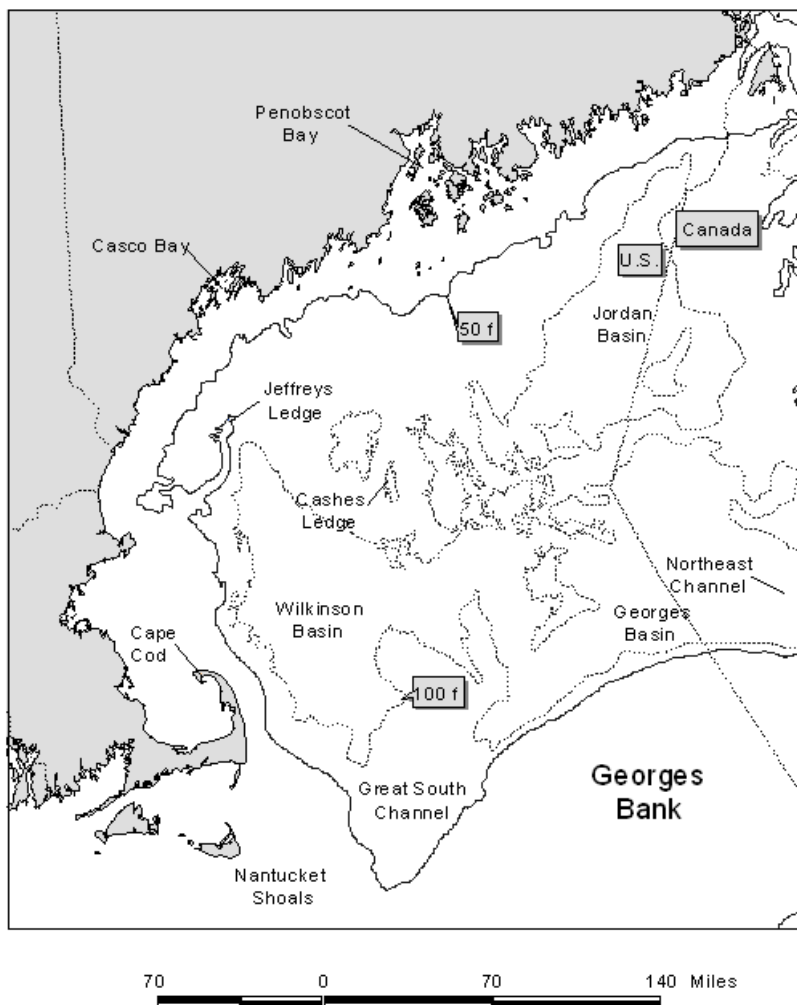 Penobscot
Bay
Canada
Casco Bay
U.S.
Jordan
Basin
50 f
Jeffreys
Ledge
Cashes
Ledge
Northeast
Channel
Wilkinson
Basin
Georges
Basin
Cape
Cod
100 f
Georges
Bank
Great South
Channel
Nantucket
Shoals
70 0 70 140 Miles